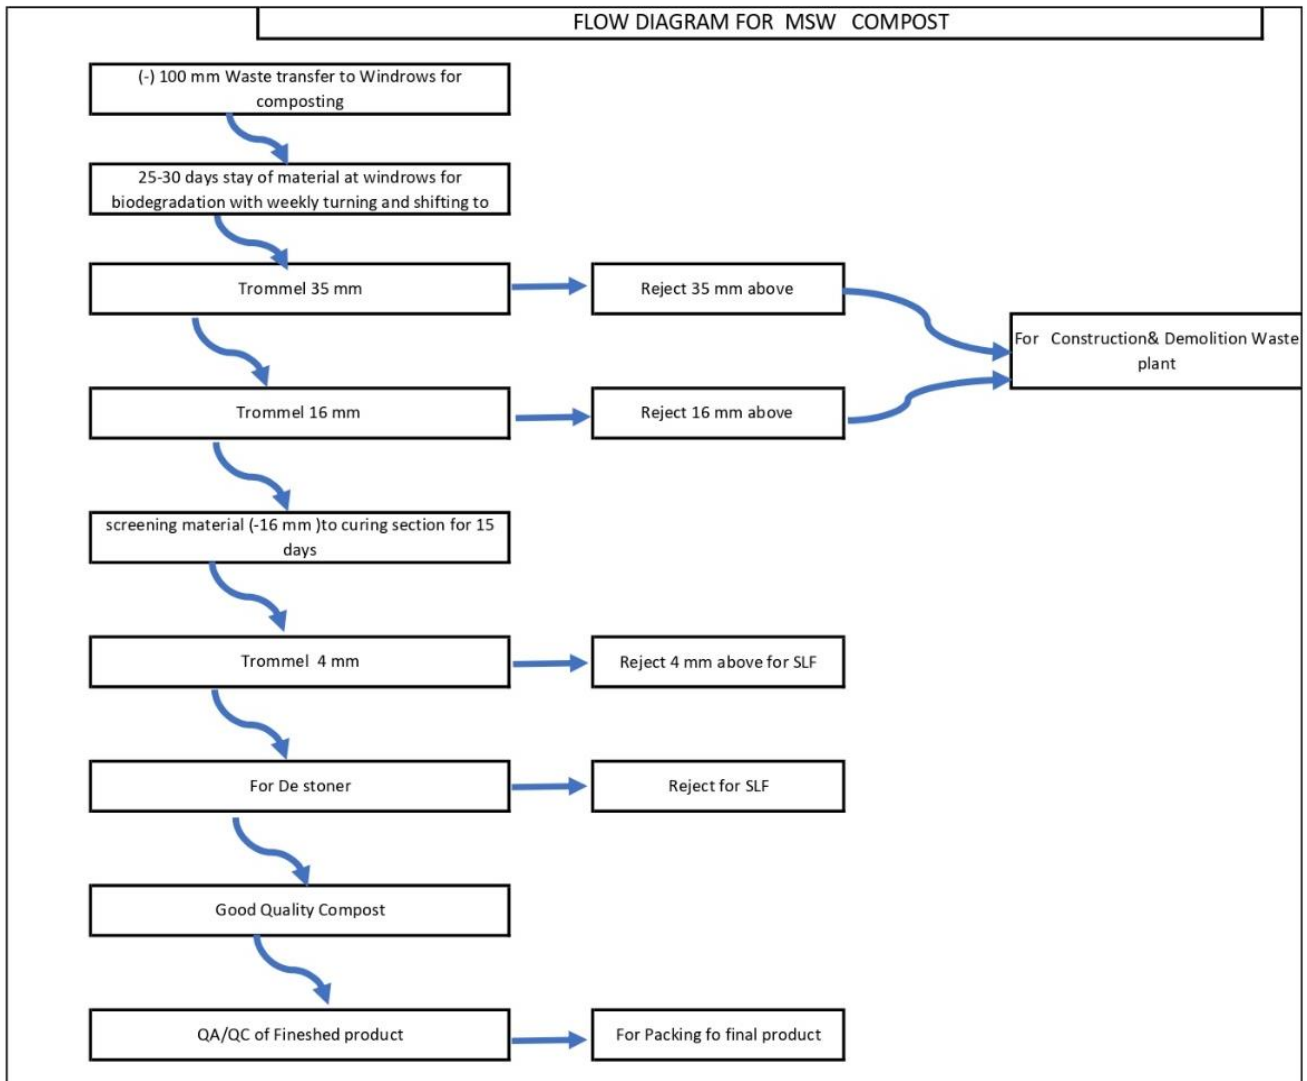 FLOW DIAGRAM FOR MSW COMPOST
(-) 100 mm Waste transfer to Windrows for
composting
25-30 days stay of material at windrows for
biodegradation with weekly turning and shifting to
Trommel 35 mm
Reject 35 mm above
For Construction& Demolition Waste
plant
Trommel 16 mm
Reject 16 mm above
screening material (-16 mm )to curing section for 15
days
Trommel 4 mm
Reject 4 mm above for SLF
For De stoner
Reject for SLF
Good Quality Compost
QA/QC of Fineshed product
For Packing fo final product